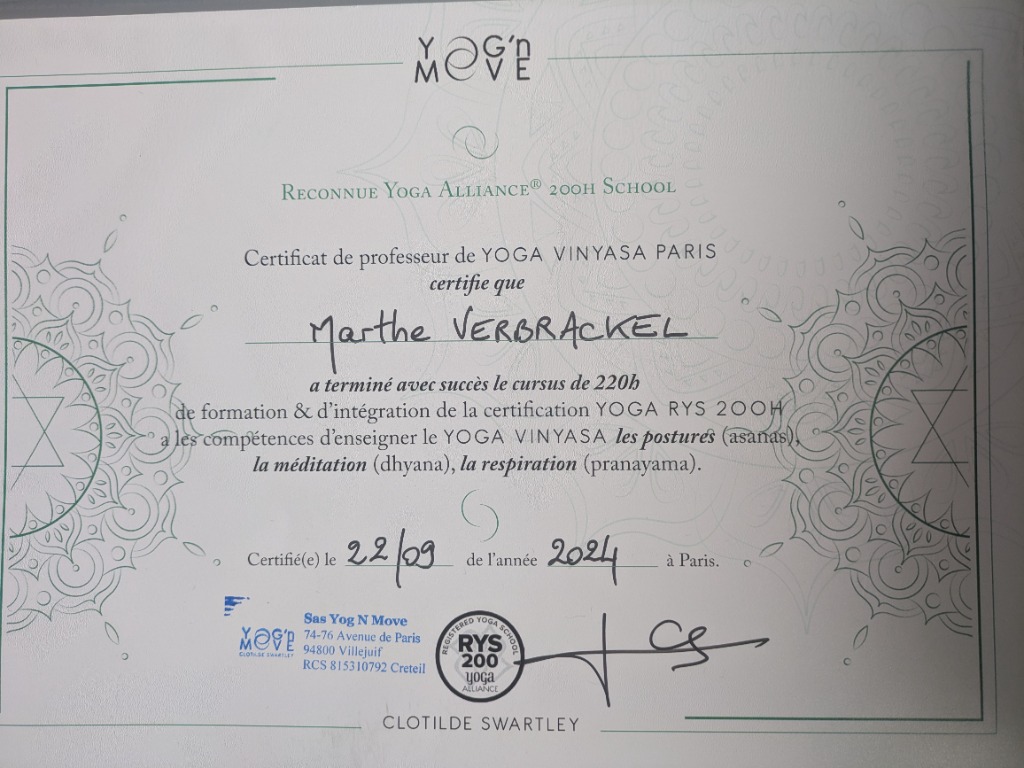 YOG'n
MOVE
RECONNUE YOGA ALLIANCE® 200H SCHOOL
Certificat de professeur de YOGA VINYASA PARIS
certifie que
Marthe VERBRACKEL
a terminé avec succès le cursus de 220h
de formation & d'intégration de la certification YOGA RYS 200H
a les compétences d'enseigner le YOGA VINYASA les postures (asanas),
la méditation (dhyana), la respiration (pranayama).
Certifié(e) le 22/09 de l'année 2024 à Paris.
YOG'n
MOVE
CLOTILDE SWARTLEY
Sas Yog N Move
74-76 Avenue de Paris
94800 Villejuif
RCS 815310792 Creteil
REGISTERED YOGA SCHOOL
RYS
200
yoga
ALLIANCE
CS
CLOTILDE SWARTLEY